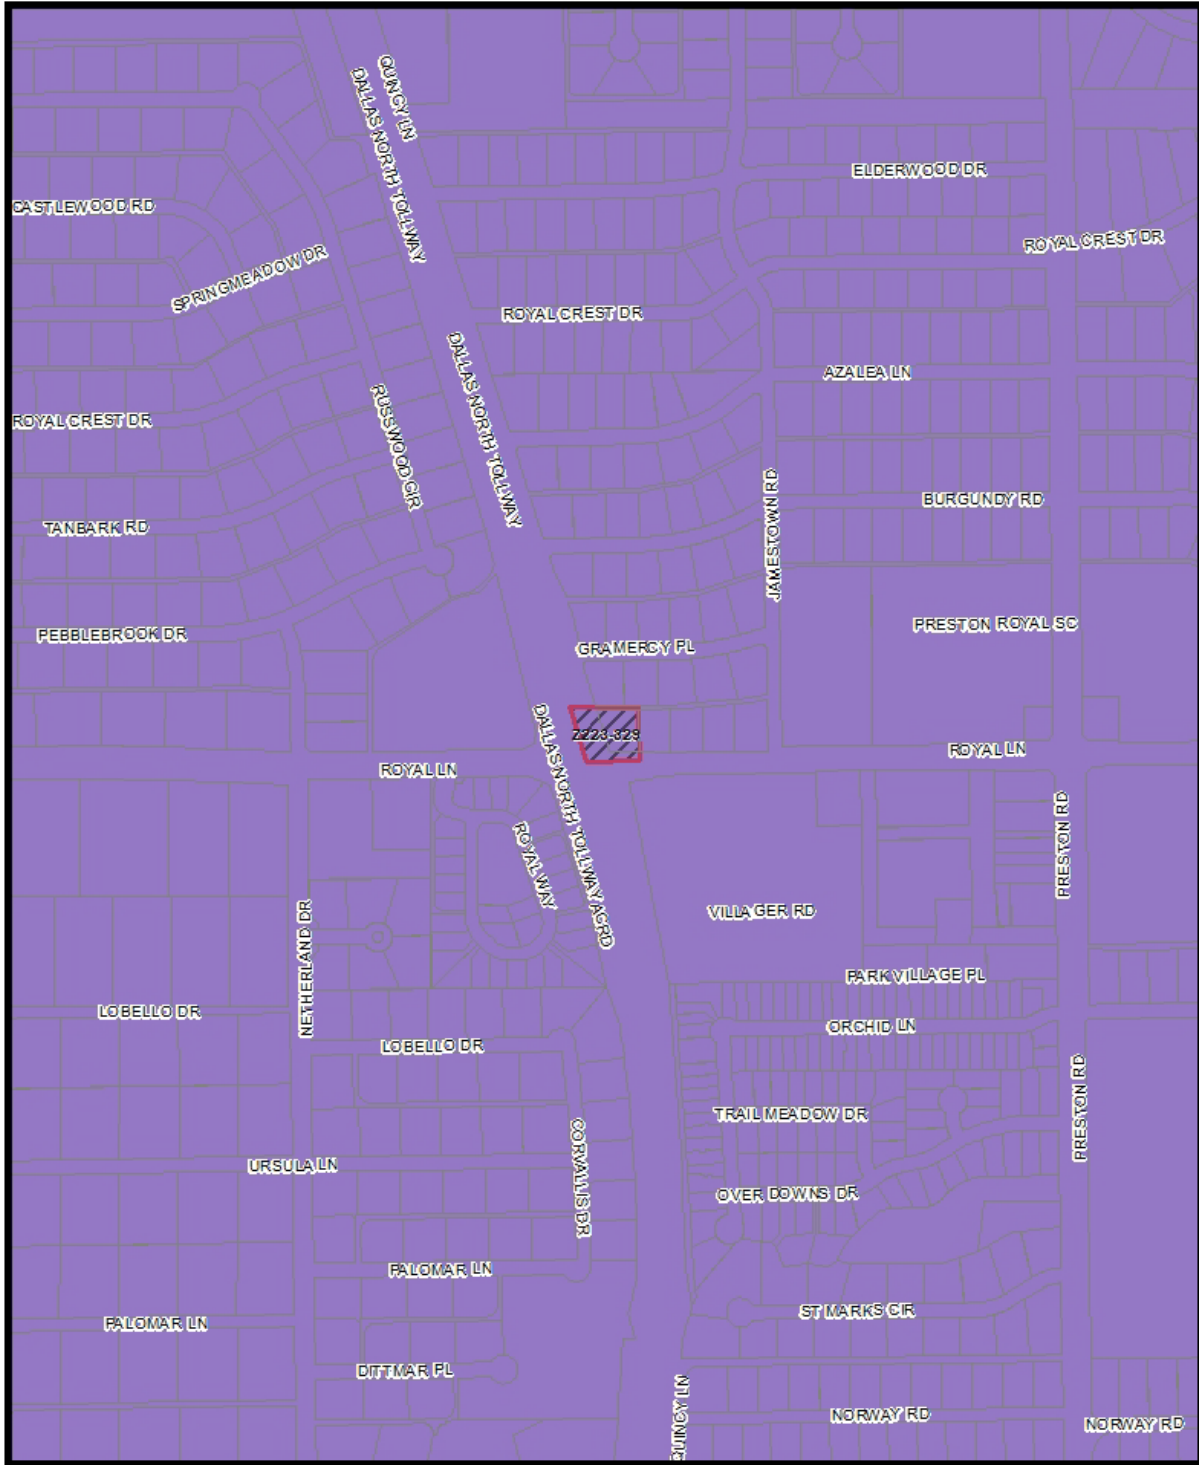 QUINCY LN
DALLAS NORTH TOLLWAY
ELDERWOOD DR
CASTLEWOOD RD
ROYAL CREST DR
SPRINGMEADOW DR
ROYAL CREST DR
DALLAS NORTH TOLLWAY
AZALEA LN
ROYAL CREST DR
RUSSWOOD CIR
BURGUNDY RD
TANBARK RD
JAMESTOWN RD
PRESTON ROYAL SC
PEBBLEBROOK DR
GRAMERCY PL
Z223-329
ROYAL LN
ROYAL LN
DALLAS NORTH TOLLWAY ACRD
PRESTON RD
ROYAL WAY
VILLAGER RD
NETHERLAND DR
PARK VILLAGE PL
LOBELLO DR
ORCHID LN
LOBELLO DR
PRESTON RD
TRAIL MEADOW DR
CORVALLIS DR
URSULA LN
OVER DOWNS DR
PALOMAR LN
ST MARKS CIR
PALOMAR LN
DITTMAR PL
QUINCY LN
NORWAY RD
NORWAY RD